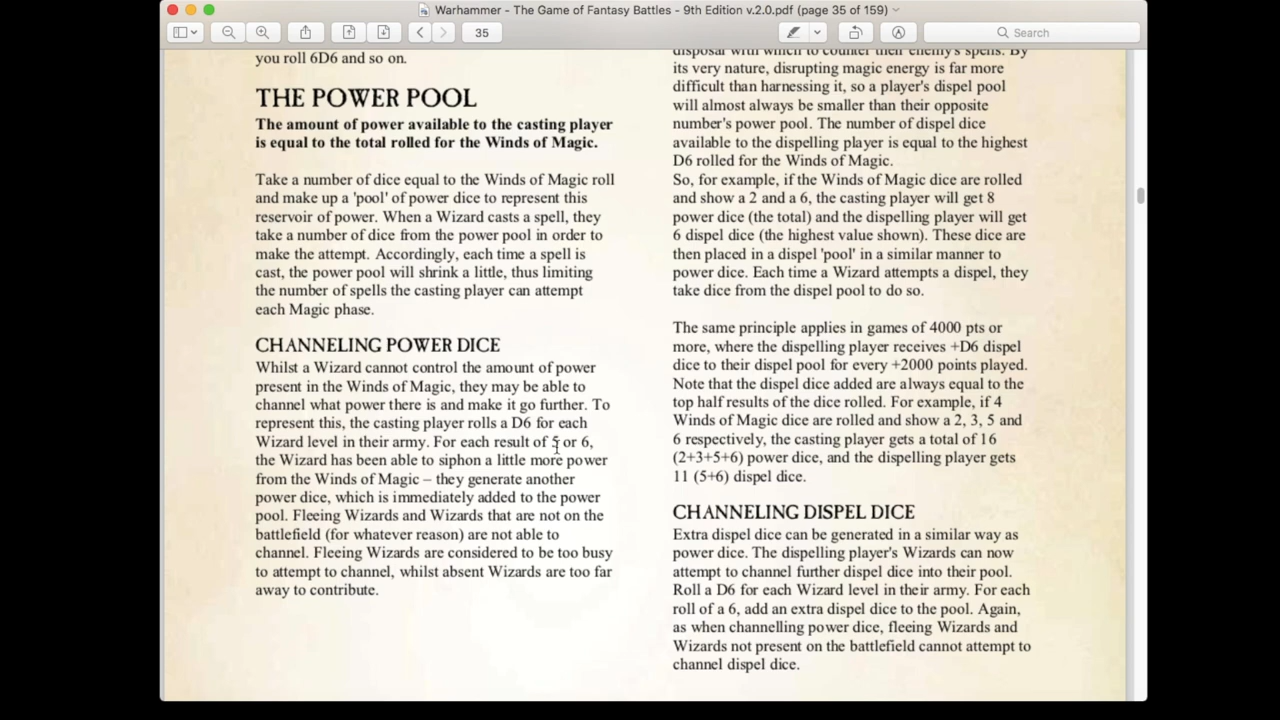 Warhammer - The Game of Fantasy Battles - 9th Edition v.2.0.pdf (page 35 of 159)
35
Search
you roll 6D6 and so on.
THE POWER POOL
The amount of power available to the casting player
is equal to the total rolled for the Winds of Magic.
Take a number of dice equal to the Winds of Magic roll
and make up a 'pool' of power dice to represent this
reservoir of power. When a Wizard casts a spell, they
take a number of dice from the power pool in order to
make the attempt. Accordingly, each time a spell is
cast, the power pool will shrink a little, thus limiting
the number of spells the casting player can attempt
each Magic phase.
CHANNELING POWER DICE
Whilst a Wizard cannot control the amount of power
present in the Winds of Magic, they may be able to
channel what power there is and make it go further. To
represent this, the casting player rolls a D6 for each
Wizard level in their army. For each result of 5 or 6,
the Wizard has been able to siphon a little more power
from the Winds of Magic – they generate another
power dice, which is immediately added to the power
pool. Fleeing Wizards and Wizards that are not on the
battlefield (for whatever reason) are not able to
channel. Fleeing Wizards are considered to be too busy
to attempt to channel, whilst absent Wizards are too far
away to contribute.
disposal with which to counter their enemy's spells. By
its very nature, disrupting magic energy is far more
difficult than harnessing it, so a player's dispel pool
will almost always be smaller than their opposite
number's power pool. The number of dispel dice
available to the dispelling player is equal to the highest
D6 rolled for the Winds of Magic.
So, for example, if the Winds of Magic dice are rolled
and show a 2 and a 6, the casting player will get 8
power dice (the total) and the dispelling player will get
6 dispel dice (the highest value shown). These dice are
then placed in a dispel 'pool' in a similar manner to
power dice. Each time a Wizard attempts a dispel, they
take dice from the dispel pool to do so.
The same principle applies in games of 4000 pts or
more, where the dispelling player receives +D6 dispel
dice to their dispel pool for every +2000 points played.
Note that the dispel dice added are always equal to the
top half results of the dice rolled. For example, if 4
Winds of Magic dice are rolled and show a 2, 3, 5 and
6 respectively, the casting player gets a total of 16
(2+3+5+6) power dice, and the dispelling player gets
11 (5+6) dispel dice.
CHANNELING DISPEL DICE
Extra dispel dice can be generated in a similar way as
power dice. The dispelling player's Wizards can now
attempt to channel further dispel dice into their pool.
Roll a D6 for each Wizard level in their army. For each
roll of a 6, add an extra dispel dice to the pool. Again,
as when channelling power dice, fleeing Wizards and
Wizards not present on the battlefield cannot attempt to
channel dispel dice.